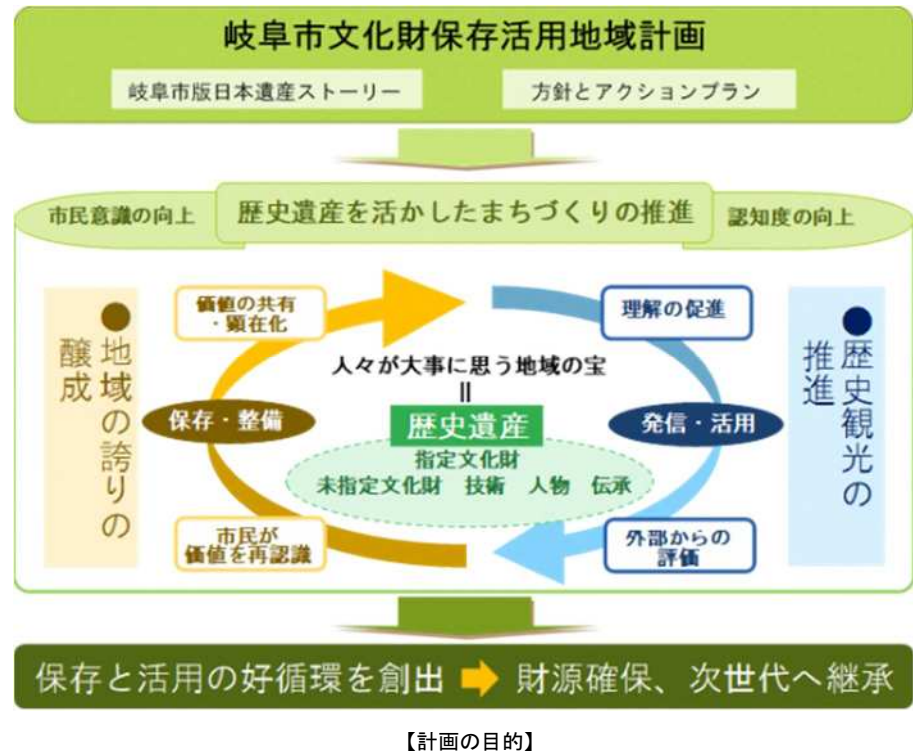 岐阜市文化財保存活用地域計画
岐阜市版日本遺産ストーリー
方針とアクションプラン
市民意識の向上
歴史遺産を活かしたまちづくりの推進
認知度の向上
●地域の誇りの
醸成
価値の共有
・顕在化
理解の促進
●歴史観光の
推進
人々が大事に思う地域の宝
||
保存・整備
歴史遺産
発信・活用
指定文化財
未指定文化財 技術 人物 伝承
市民が
価値を再認識
外部からの
評価
保存と活用の好循環を創出 ➡ 財源確保、次世代へ継承
【計画の目的】